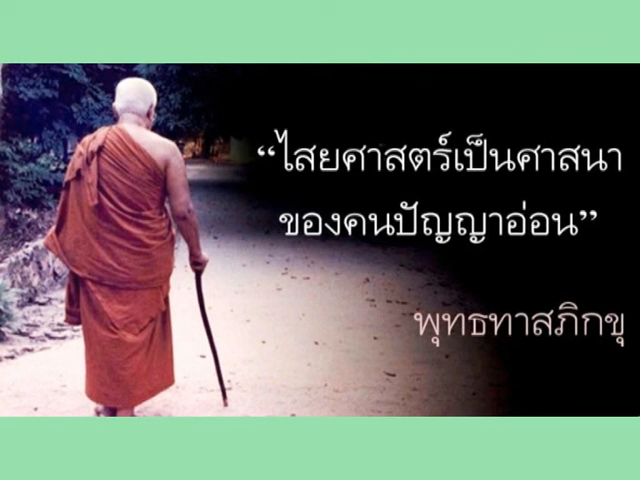 “ไสยศาสตร์เป็นศาสนา
ของคนปัญญาอ่อน”
พุทธทาสภิกขุ